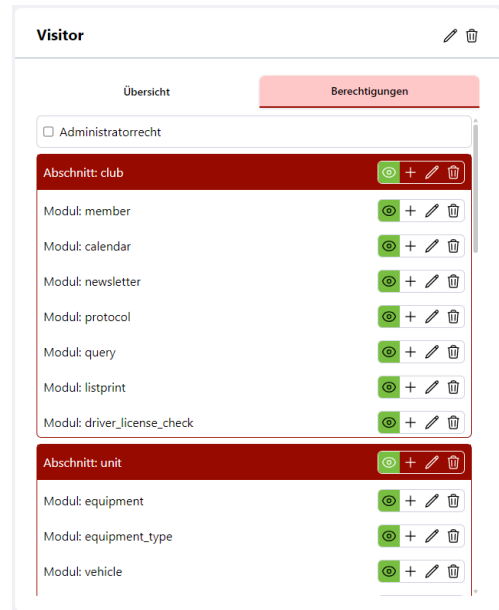 Visitor
Übersicht
Berechtigungen
Administratorrecht
Abschnitt: club
Modul: member
Modul: calendar
Modul: newsletter
Modul: protocol
Modul: query
Modul: listprint
Modul: driver_license_check
Abschnitt: unit
Modul: equipment
Modul: equipment_type
Modul: vehicle